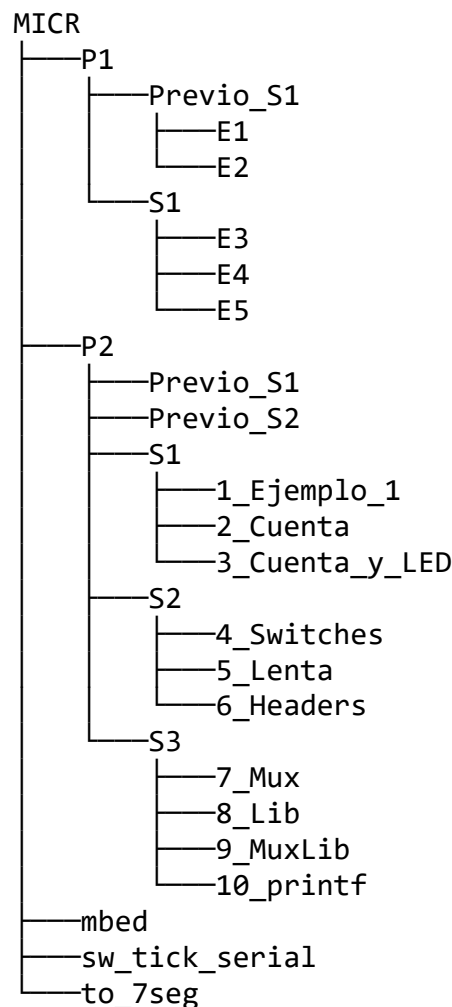 MICR
P1
Previo_S1
E1
E2
S1
E3
E4
E5
P2
Previo_S1
Previo_S2
S1
1_Ejemplo_1
2_Cuenta
3_Cuenta_y_LED
S2
4_Switches
5_Lenta
6_Headers
S3
7_Mux
8_Lib
9_MuxLib
10_printf
mbed
sw_tick_serial
to_7seg